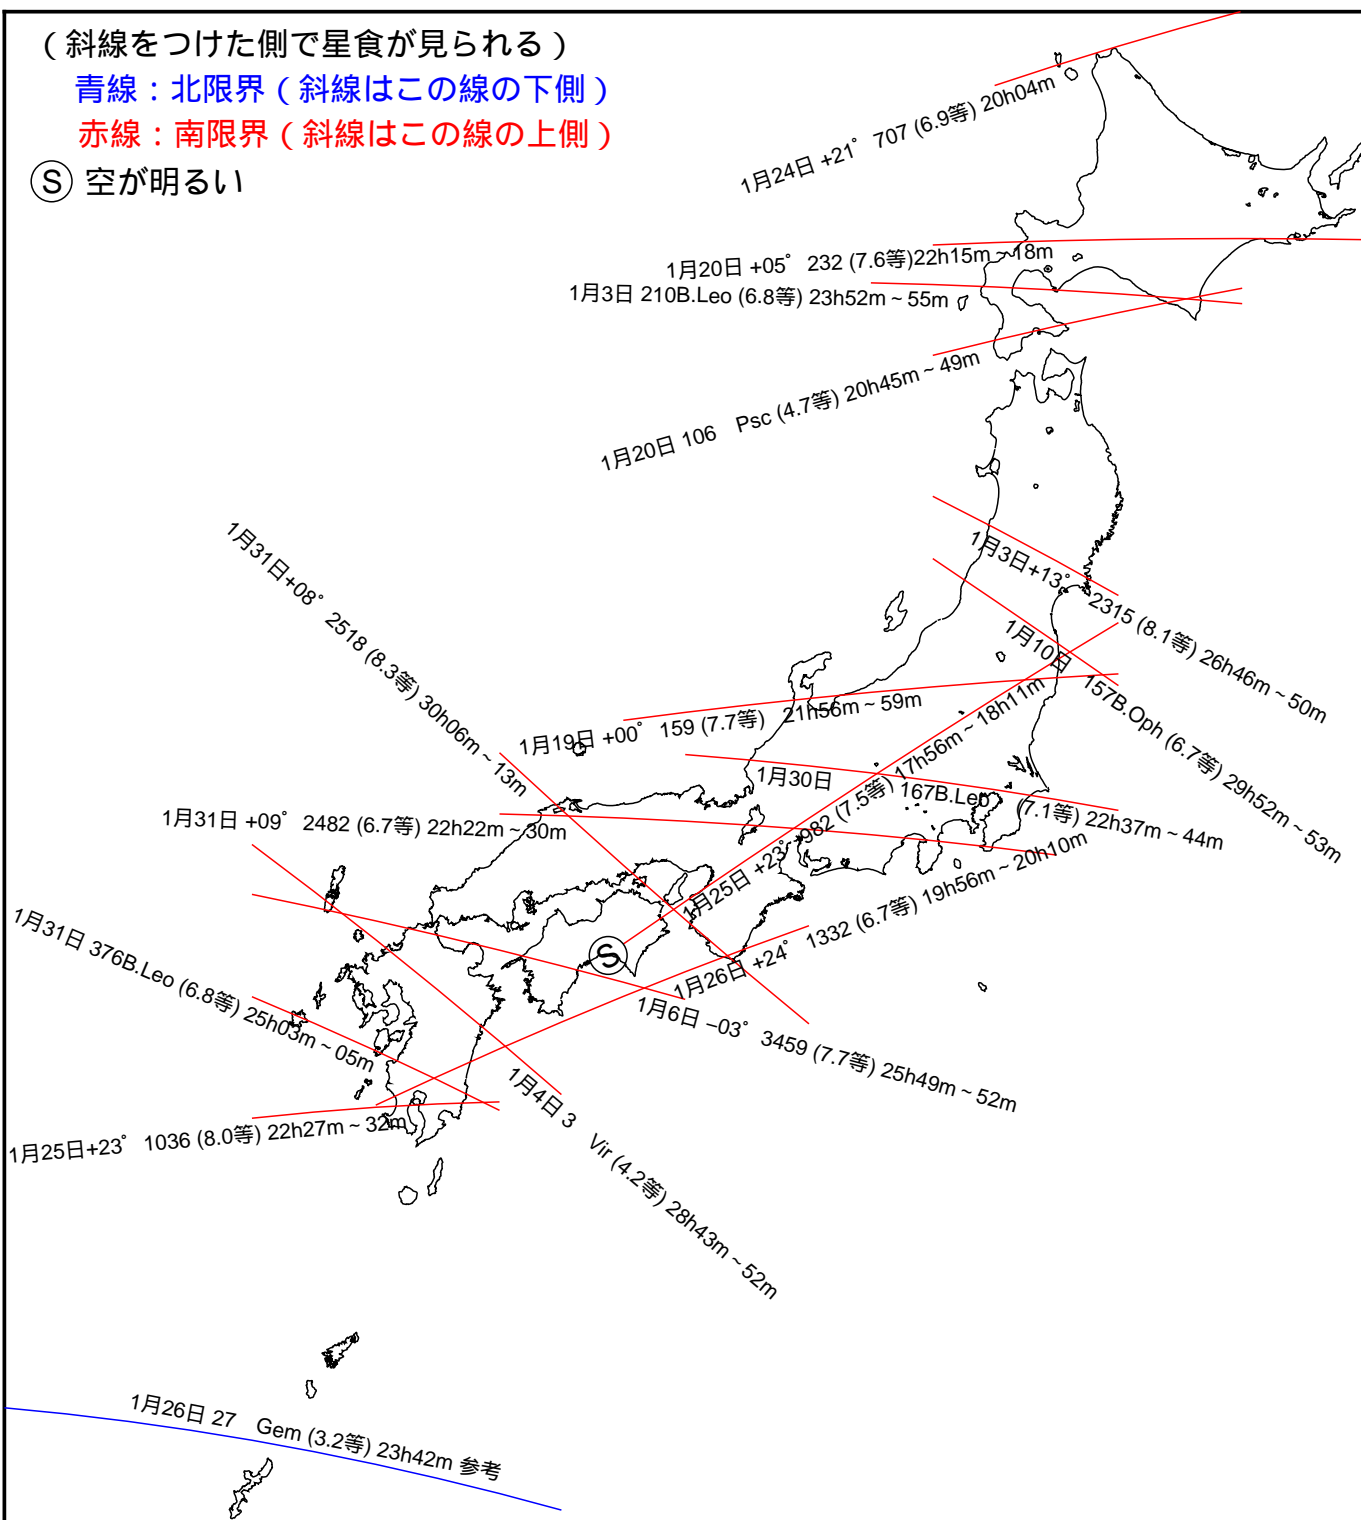 （斜線をつけた側で星食が見られる）
青線：北限界（斜線はこの線の下側）
赤線：南限界（斜線はこの線の上側）
Ⓢ 空が明るい
1月24日 +21° 707 (6.9等) 20h04m
1月20日 +05° 232 (7.6等)22h15m～18m
1月3日 210B.Leo (6.8等) 23h52m～55m
1月20日 106 Psc (4.7等) 20h45m～49m
1月3日+13° 2315 (8.1等) 26h46m～50m
1月10日 157B.Oph (6.7等) 29h52m～53m
1月31日+08° 2518 (8.3等) 30h06m～13m
1月19日 +00° 159 (7.7等) 21h56m～59m
1月30日 167B.Leo (7.1等) 22h37m～44m
1月31日 +09° 2482 (6.7等) 22h22m～30m
1月25日 +23° 982 (7.5等) 17h56m～18h11m
Ⓢ
1月26日 +24° 1332 (6.7等) 19h56m～20h10m
1月6日 −03° 3459 (7.7等) 25h49m～52m
1月31日 376B.Leo (6.8等) 25h03m～05m
1月4日 3 Vir (4.2等) 28h43m～52m
1月25日+23° 1036 (8.0等) 22h27m～32m
1月26日 27 Gem (3.2等) 23h42m 参考